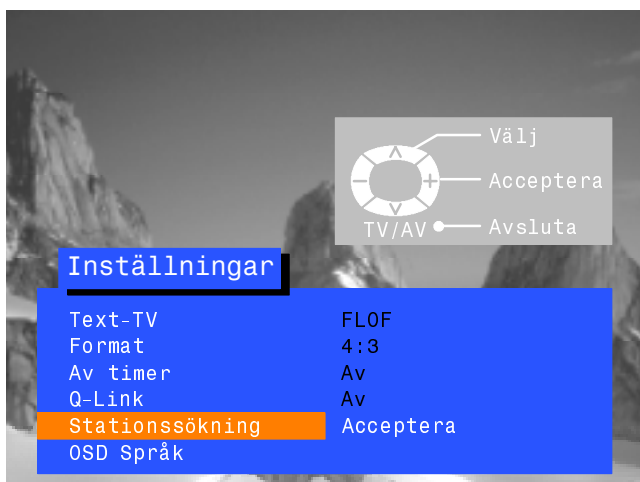 Välj
Acceptera
TV/AV Avsluta
Inställningar
Text-TV FLOF
Format 4:3
Av timer Av
Q-Link Av
Stationssökning Acceptera
OSD Språk